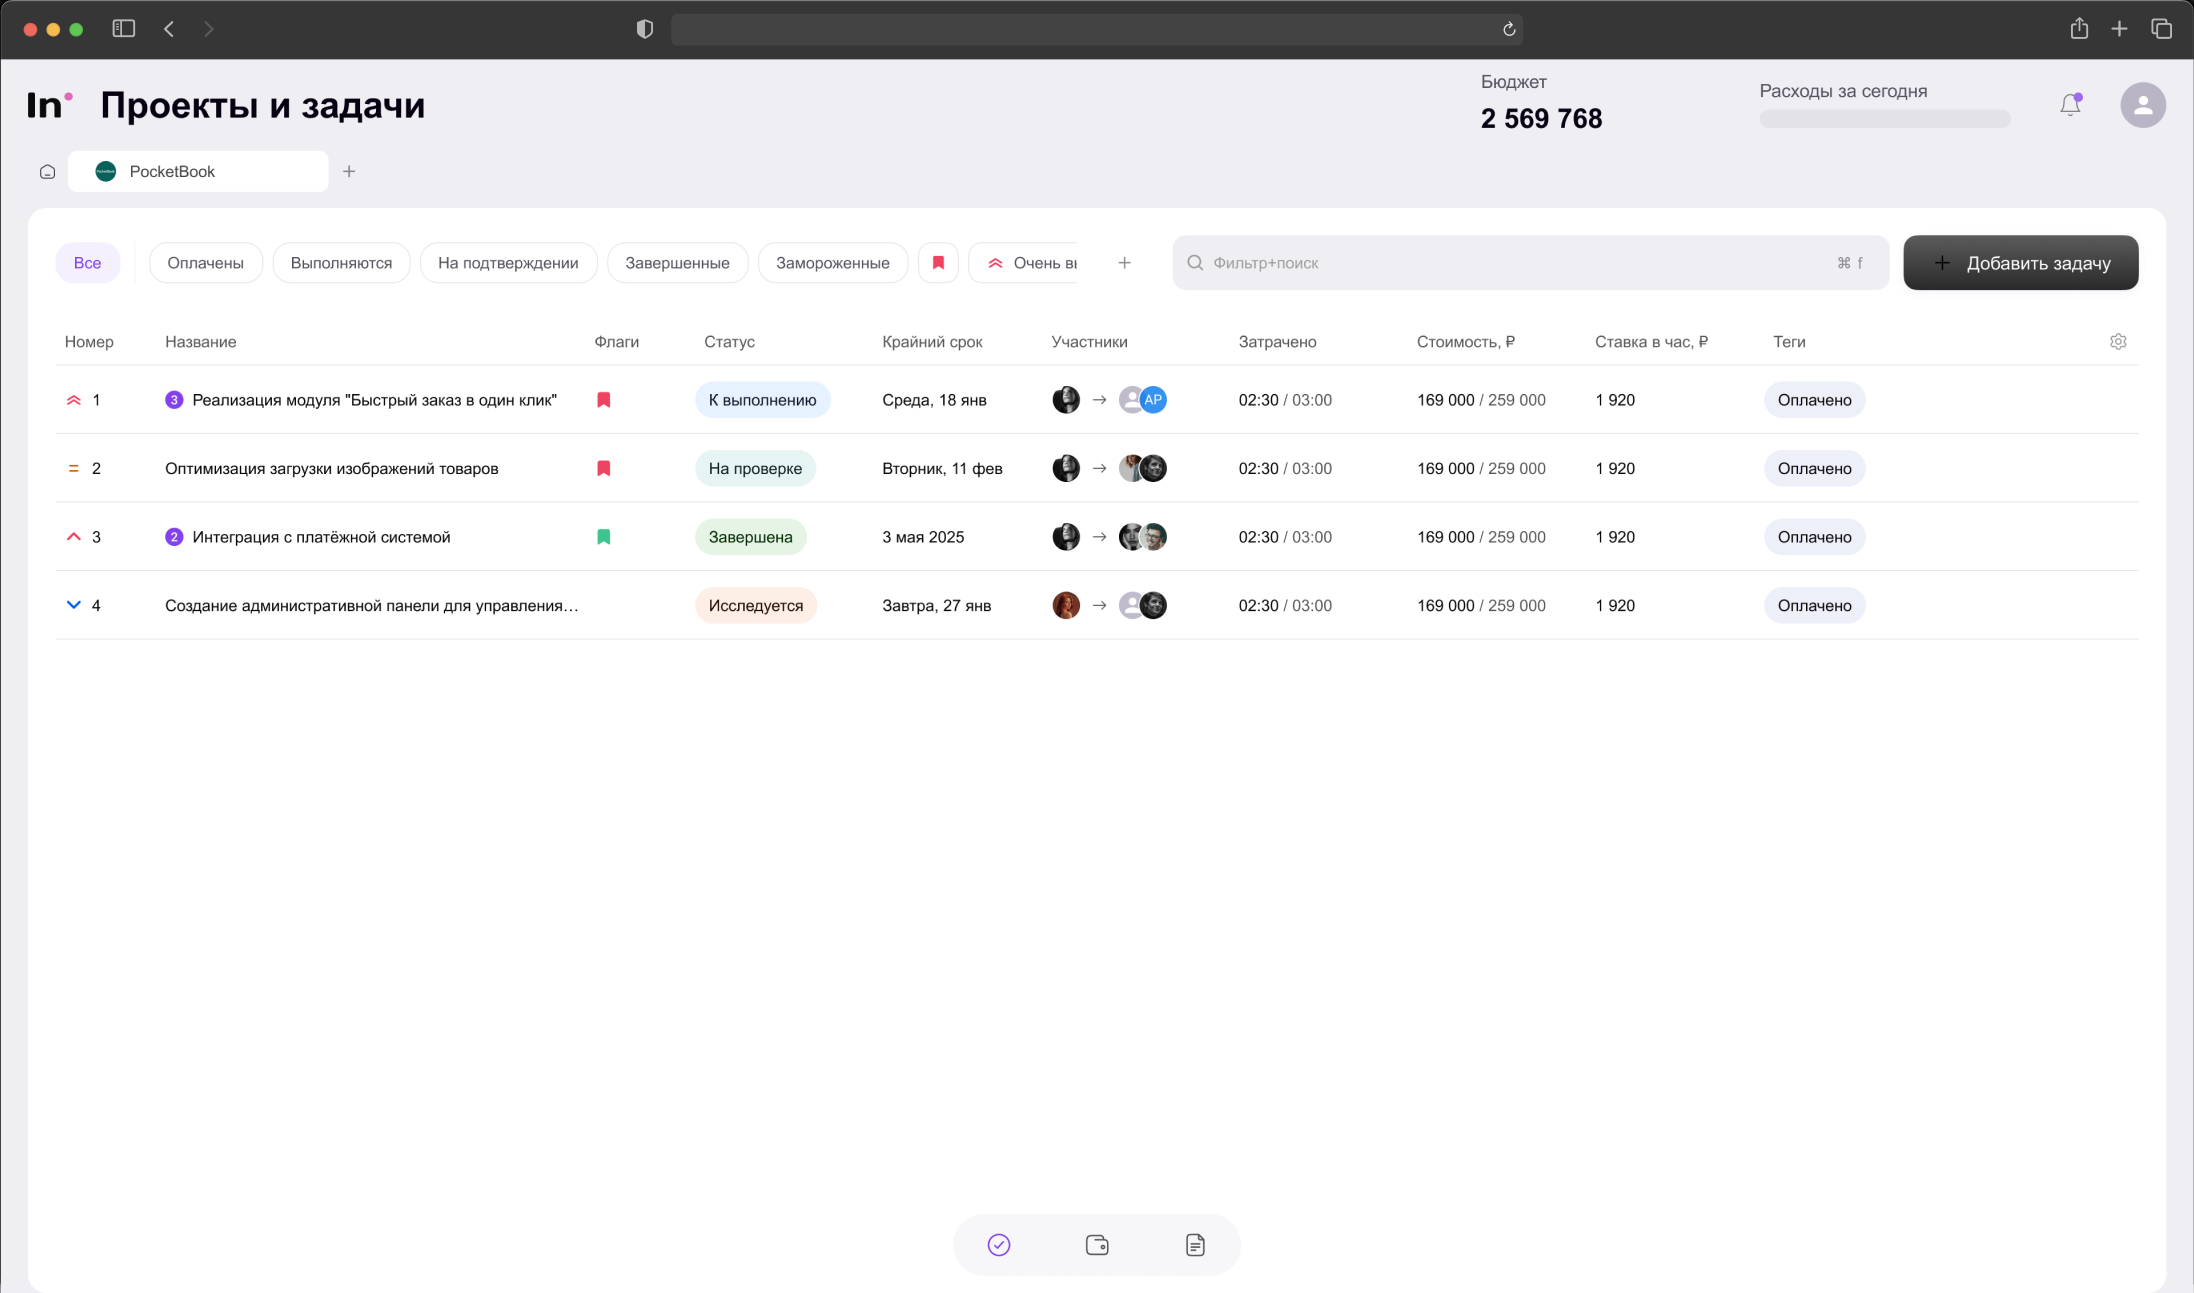 Бюджет
Расходы за сегодня
In Проекты и задачи
2 569 768
PocketBook
Все Оплачены Выполняются На подтверждении Завершенные Замороженные Очень Фильтр+поиск ⌘ f Добавить задачу
Номер Название Флаги Статус Крайний срок Участники Затрачено Стоимость, ₽ Ставка в час, ₽ Теги
1 3 Реализация модуля "Быстрый заказ в один клик" К выполнению Среда, 18 янв AP 02:30 / 03:00 169 000 / 259 000 1 920 Оплачено
2 Оптимизация загрузки изображений товаров На проверке Вторник, 11 фев 02:30 / 03:00 169 000 / 259 000 1 920 Оплачено
3 2 Интеграция с платёжной системой Завершена 3 мая 2025 02:30 / 03:00 169 000 / 259 000 1 920 Оплачено
4 Создание административной панели для управления… Исследуется Завтра, 27 янв 02:30 / 03:00 169 000 / 259 000 1 920 Оплачено